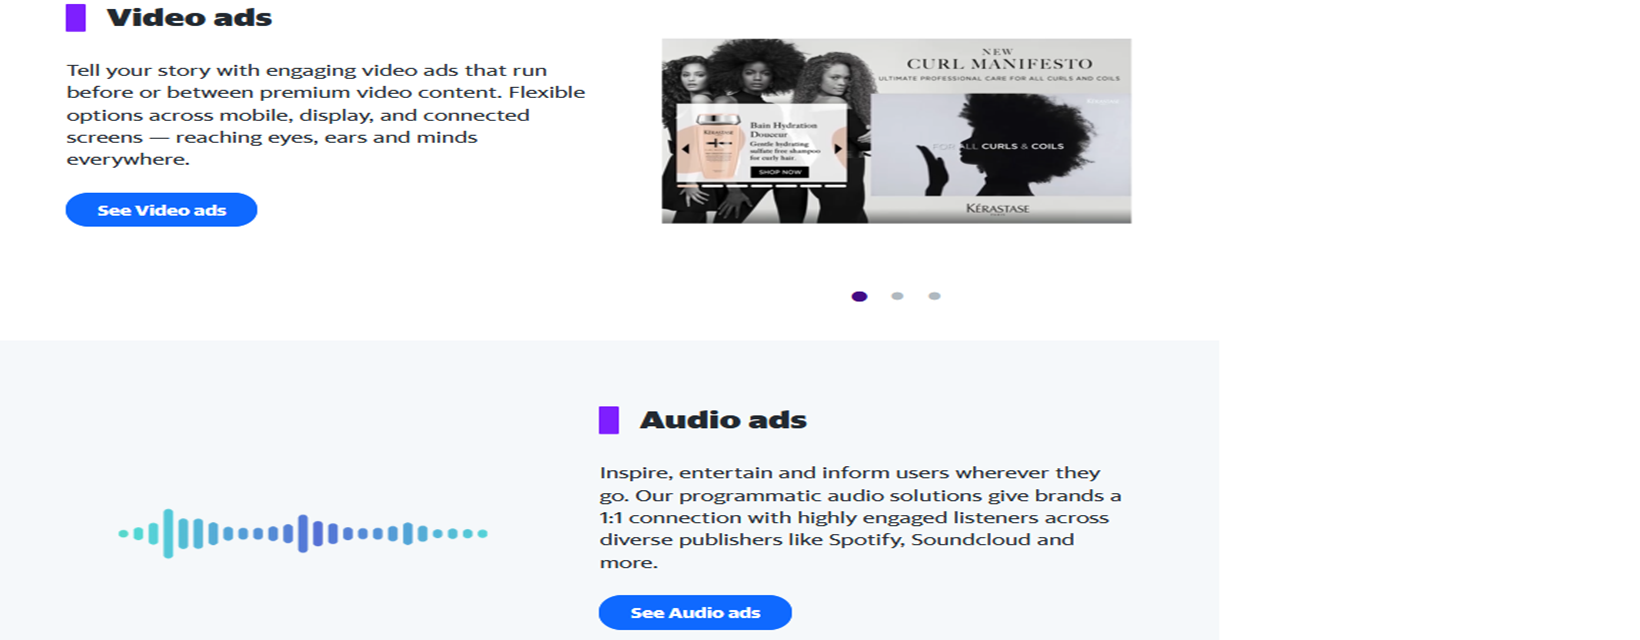 Video ads
Tell your story with engaging video ads that run
before or between premium video content. Flexible
options across mobile, display, and connected
screens — reaching eyes, ears and minds
everywhere.
See Video ads
NEW
CURL MANIFESTO
ULTIMATE PROFESSIONAL CARE FOR ALL CURLS AND COILS
KÉRASTASE
Bain Hydration
Douceur
Gentle hydrating
sulfate free shampoo
for curly hair.
SHOP NOW
KÉRASTASE
FOR ALL CURLS & COILS
KÉRASTASE
PARIS
Audio ads
Inspire, entertain and inform users wherever they
go. Our programmatic audio solutions give brands a
1:1 connection with highly engaged listeners across
diverse publishers like Spotify, Soundcloud and
more.
See Audio ads